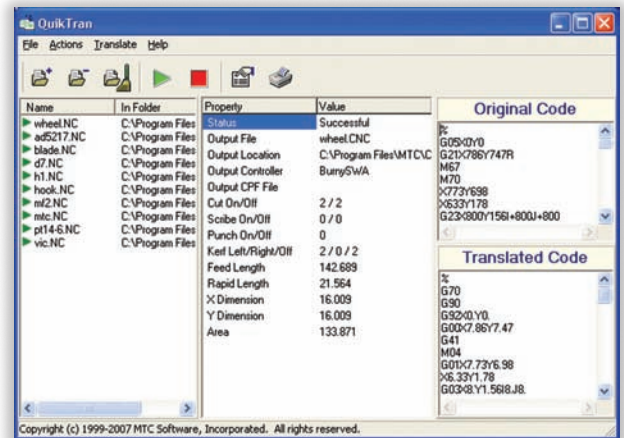 QuikTran
File Actions Translate Help
Name In Folder
wheel.NC C:\Program Files
ad5217.NC C:\Program Files
blade.NC C:\Program Files
d7.NC C:\Program Files
h1.NC C:\Program Files
hook.NC C:\Program Files
mf2.NC C:\Program Files
mtc.NC C:\Program Files
pt14-6.NC C:\Program Files
vic.NC C:\Program Files
Property Value
Status Successful
Output File wheel.CNC
Output Location C:\Program Files\MTC\C
Output Controller BurnySWA
Output CPF File
Cut On/Off 2 / 2
Scribe On/Off 0 / 0
Punch On/Off 0
Kerf Left/Right/Off 2 / 0 / 2
Feed Length 142.689
Rapid Length 21.564
X Dimension 16.009
Y Dimension 16.009
Area 133.871
Original Code
%
G05X0Y0
G21X786Y747R
M67
M70
X773Y698
X633Y178
G23X800Y156I+800J+800
Translated Code
%
G70
G90
G92X0.Y0.
G00X7.86Y7.47
G41
M04
G01X7.73Y6.98
X6.33Y1.78
G03X8.Y1.56I8.J8.
Copyright (c) 1999-2007 MTC Software, Incorporated. All rights reserved.